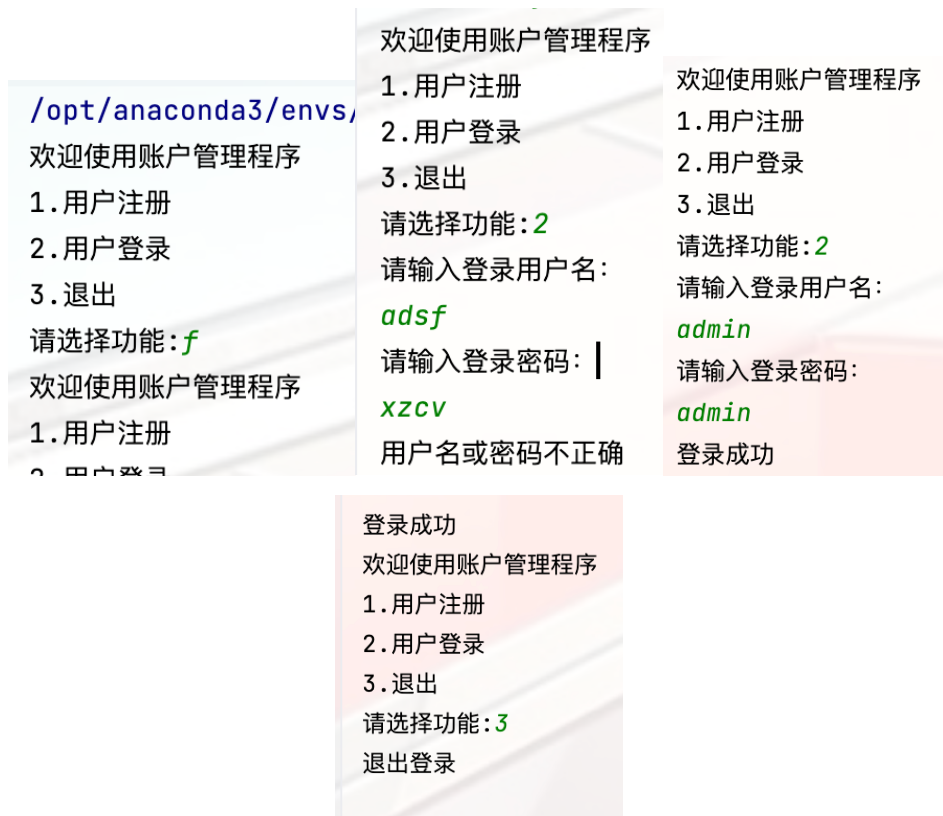 /opt/anaconda3/envs/
欢迎使用账户管理程序
1.用户注册
2.用户登录
3.退出
请选择功能:f
欢迎使用账户管理程序
1.用户注册
2.用户登录
欢迎使用账户管理程序
1.用户注册
2.用户登录
3.退出
请选择功能:2
请输入登录用户名：
adsf
请输入登录密码：
xzcv
用户名或密码不正确
欢迎使用账户管理程序
1.用户注册
2.用户登录
3.退出
请选择功能:2
请输入登录用户名：
admin
请输入登录密码：
admin
登录成功
登录成功
欢迎使用账户管理程序
1.用户注册
2.用户登录
3.退出
请选择功能:3
退出登录